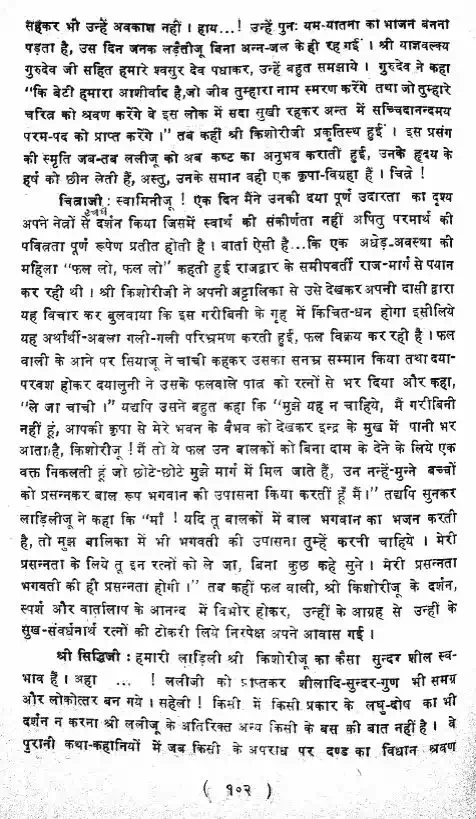 सहकर भी उन्हें अवकाश नहीं । हाय...! उन्हें पुनः यम-यातना का भाजन बनना
पड़ता है, उस दिन जनक लड़ैतीजू बिना अन्न-जल के ही रह गईं । श्री याज्ञवल्क्य
गुरुदेव जी सहित हमारे श्वसुर देव पधाकर, उन्हें बहुत समझाये । गुरुदेव ने कहा
“कि बेटी हमारा आशीर्वाद है,जो जीव तुम्हारा नाम स्मरण करेंगे तथा जो तुम्हारे
चरित्र को श्रवण करेंगे वे इस लोक में सदा सुखी रहकर अन्त में सच्चिदानन्दमय
परम-पद को प्राप्त करेंगे ।” तब कहीं श्री किशोरीजी प्रकृतिस्थ हुईं । इस प्रसंग
की स्मृति जब-तब ललीजू को अब कष्ट का अनुभव कराती हुई, उनके हृदय के
हर्ष को छीन लेती हैं, अस्तु, उनके समान वही एक कृपा-विग्रहा हैं । चित्रे !
चित्राजी : स्वामिनीजू ! एक दिन मैंने उनकी दया पूर्ण उदारता का दृश्य
अपने नेत्रों से दर्शन किया जिसमें स्वार्थ की संकीर्णता नहीं अपितु परमार्थ की
पवित्रता पूर्ण रूपेण प्रतीत होती है । वार्ता ऐसी है...कि एक अधेड़-अवस्था की
महिला “फल लो, फल लो” कहती हुई राजद्वार के समीपवर्ती राज-मार्ग से पयान
कर रही थी । श्री किशोरीजी ने अपनी अट्टालिका से उसे देखकर अपनी दासी द्वारा
यह विचार कर बुलवाया कि इस गरीबिनी के गृह में किंचित-धन होगा इसीलिये
यह अर्थार्थी-अबला गली-गली परिभ्रमण करती हुई, फल विक्रय कर रही है । फल
वाली के आने पर सियाजू ने चाची कहकर उसका सनम्र सम्मान किया तथा दया-
परवश होकर दयालुनी ने उसके फलवाले पात्र को रत्नों से भर दिया और कहा,
“ले जा चाची ।” यद्यपि उसने बहुत कहा कि “मुझे यह न चाहिये, मैं गरीबिनी
नहीं हूं, आपकी कृपा से मेरे भवन के वैभव को देखकर इन्द्र के मुख में पानी भर
आता है, किशोरीजू ! मैं तो ये फल उन बालकों को बिना दाम के देने के लिये एक
वक्त निकलती हूं जो छोटे-छोटे मुझे मार्ग में मिल जाते हैं, उन नन्हें-मुन्ने बच्चों
को प्रसन्नकर बाल रूप भगवान की उपासना किया करतीं हूँ मैं ।” तद्यपि सुनकर
लाड़िलीजू ने कहा कि “माँ ! यदि तू बालकों में बाल भगवान का भजन करती
है, तो मुझ बालिका में भी भगवती की उपासना तुम्हें करनी चाहिये । मेरी
प्रसन्नता के लिये तू इन रत्नों को ले जा, बिना कुछ कहे सुने । मेरी प्रसन्नता
भगवती की ही प्रसन्नता होगी ।” तब कहीं फल वाली, श्री किशोरीजू के दर्शन,
स्पर्श और वार्तालाप के आनन्द में विभोर होकर, उन्हीं के आग्रह से उन्हीं के
सुख-संवर्धनार्थ रत्नों की टोकरी लिये निरपेक्ष अपने आवास गई ।
श्री सिद्धिजी : हमारी लाड़िली श्री किशोरीजू का कैसा सुन्दर शील स्व-
भाव है । अहा ... ! ललीजी को प्राप्तकर शीलादि-सुन्दर-गुण भी समग्र
और लोकोत्तर बन गये । सहेली ! किसी में किसी प्रकार के लघु-दोष का भी
दर्शन न करना श्री ललीजू के अतिरिक्त अन्य किसी के बस की बात नहीं है । वे
पुरानी कथा-कहानियों में जब किसी के अपराध पर दण्ड का विधान श्रवण
( १०२ )